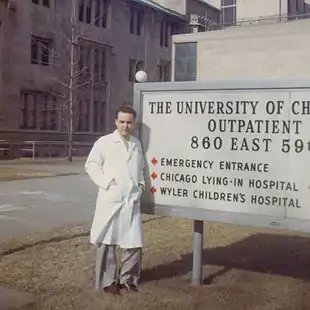 THE UNIVERSITY OF CH
OUTPATIENT
860 EAST 59
EMERGENCY ENTRANCE
CHICAGO LYING-IN HOSPITAL
WYLER CHILDREN'S HOSPITAL